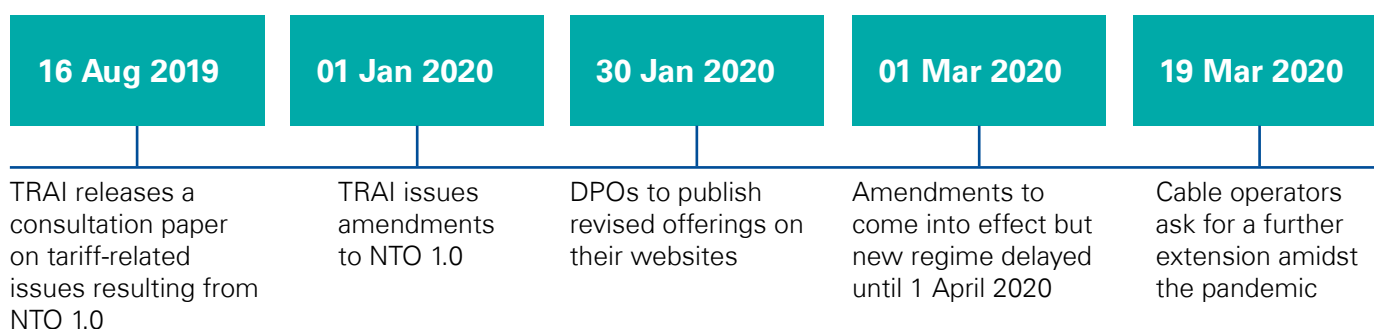 16 Aug 2019
01 Jan 2020
30 Jan 2020
01 Mar 2020
19 Mar 2020
TRAI releases a
consultation paper
on tariff-related
issues resulting from
NTO 1.0
TRAI issues
amendments
to NTO 1.0
DPOs to publish
revised offerings on
their websites
Amendments to
come into effect but
new regime delayed
until 1 April 2020
Cable operators
ask for a further
extension amidst
the pandemic